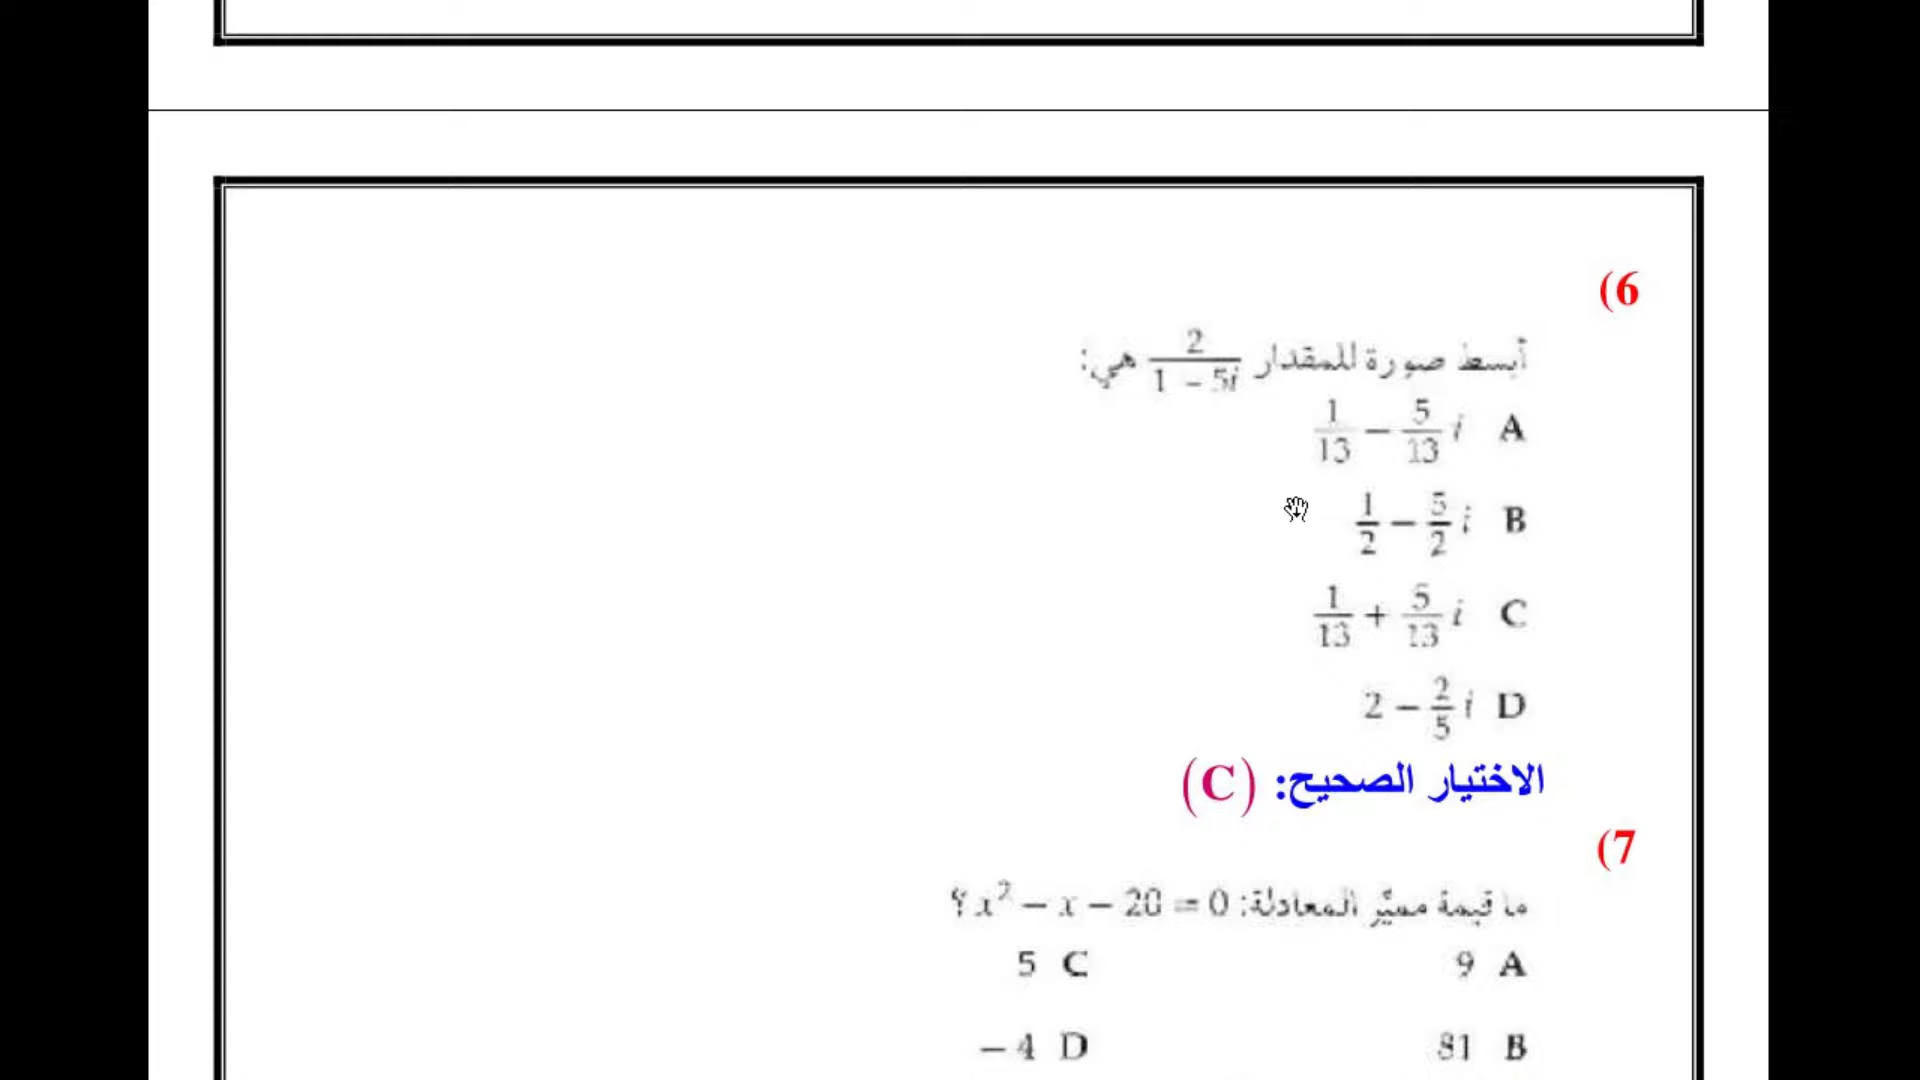 (6
أبسط صورة للمقدار 2/(1 − 5i) هي:
A 1/13 − 5/13 i
B 1/2 − 5/2 i
C 1/13 + 5/13 i
D 2 − 2/5 i
الاختيار الصحيح: (C)
(7
ما قيمة مميِّز المعادلة: x² − x − 20 = 0؟
A 9 C 5
B 81 D −4